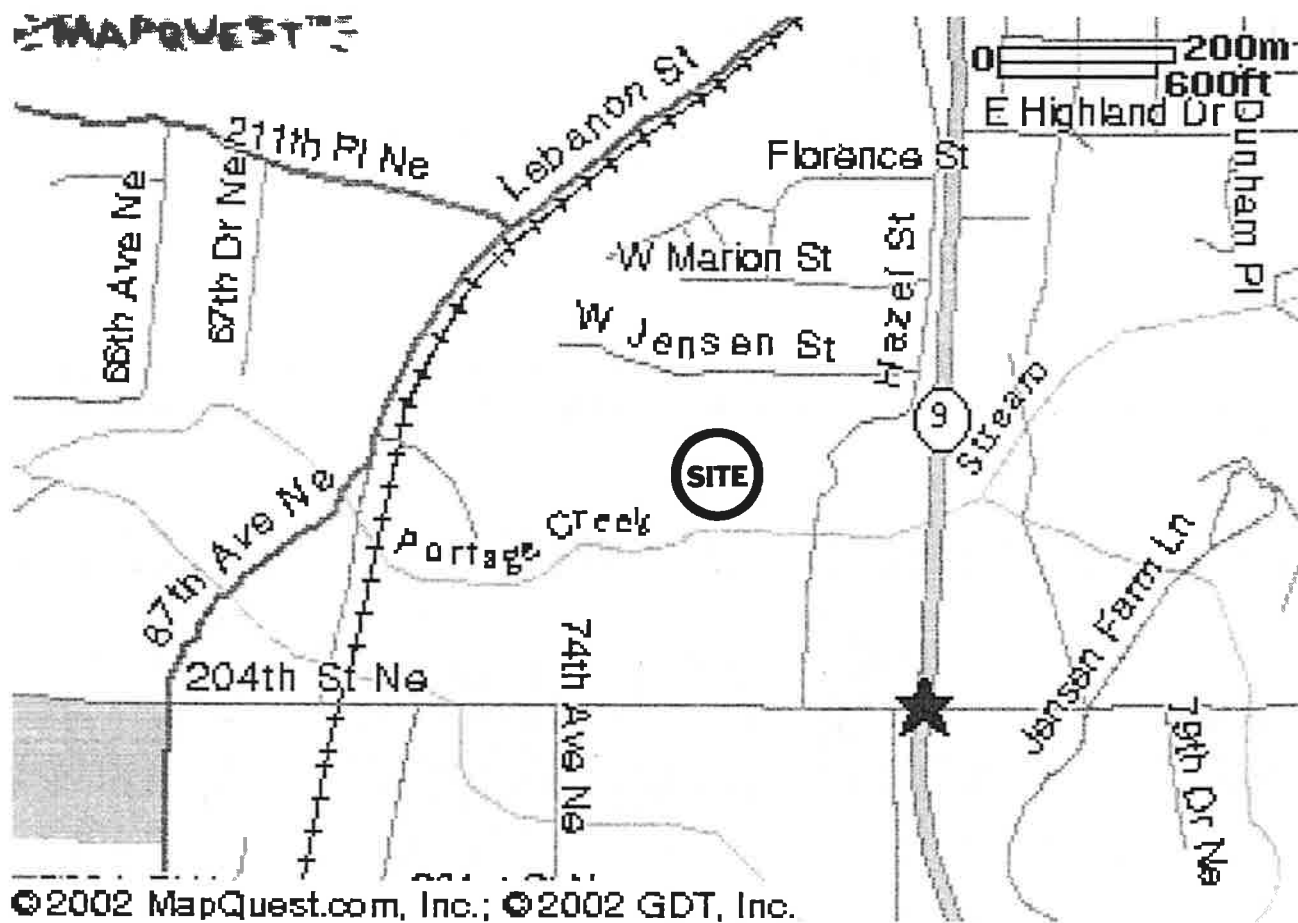 MAPQUEST™
0 200m
600ft
E Highland Dr
Dunham Pl
Lebanon St
211th Pl Ne
Florence St
66th Ave Ne
67th Dr Ne
W Marion St
Hazel St
W Jensen St
9
Stream
SITE
Portage Creek
67th Ave Ne
Jensen Farm Ln
204th St Ne
74th Ave Ne
79th Dr Ne
©2002 MapQuest.com, Inc.; ©2002 GDT, Inc.